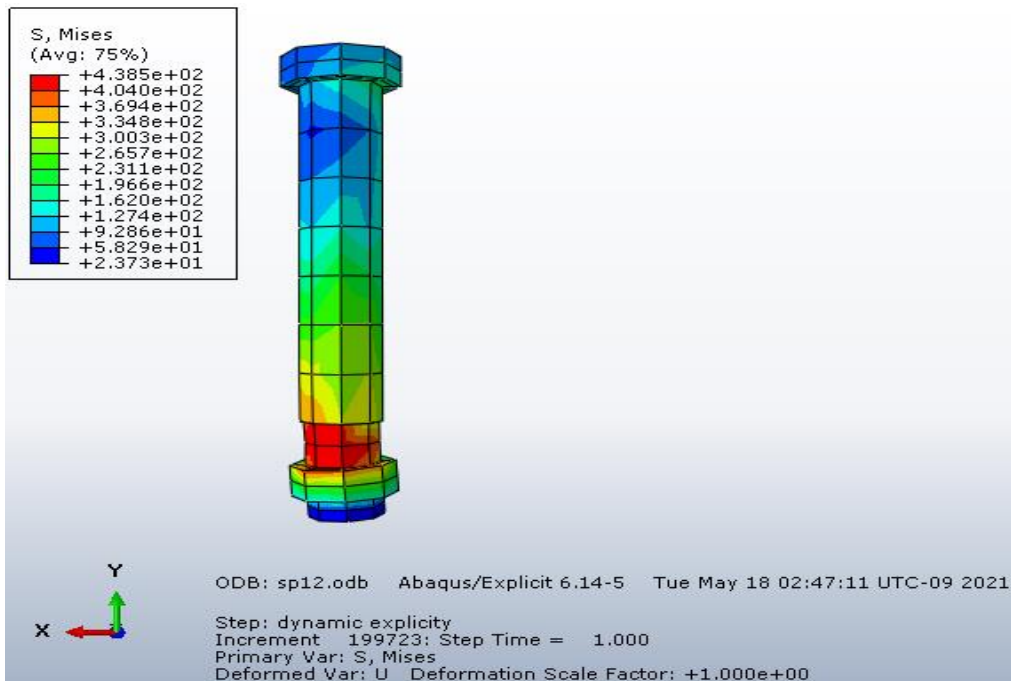 S, Mises
(Avg: 75%)
+4.385e+02
+4.040e+02
+3.694e+02
+3.348e+02
+3.003e+02
+2.657e+02
+2.311e+02
+1.966e+02
+1.620e+02
+1.274e+02
+9.286e+01
+5.829e+01
+2.373e+01
Y
X
ODB: sp12.odb    Abaqus/Explicit 6.14-5    Tue May 18 02:47:11 UTC-09 2021
Step: dynamic explicity
Increment    199723: Step Time =    1.000
Primary Var: S, Mises
Deformed Var: U    Deformation Scale Factor: +1.000e+00